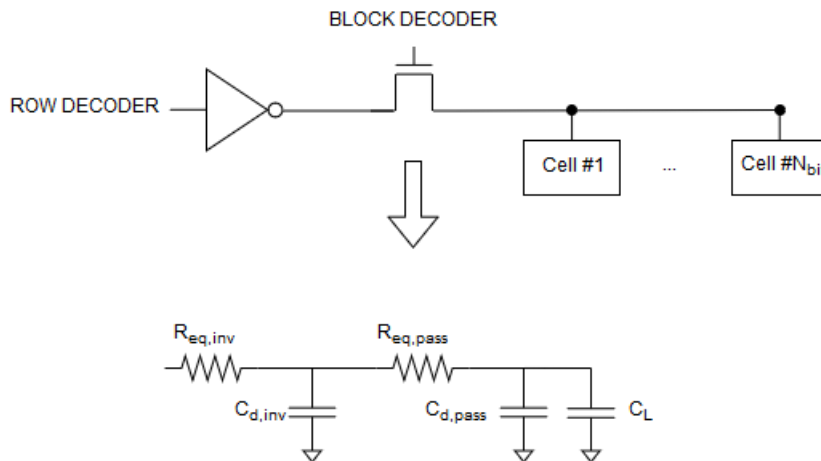 BLOCK DECODER
ROW DECODER
Cell #1
...
Cell #N_bi
R_eq,inv
R_eq,pass
C_d,inv
C_d,pass
C_L